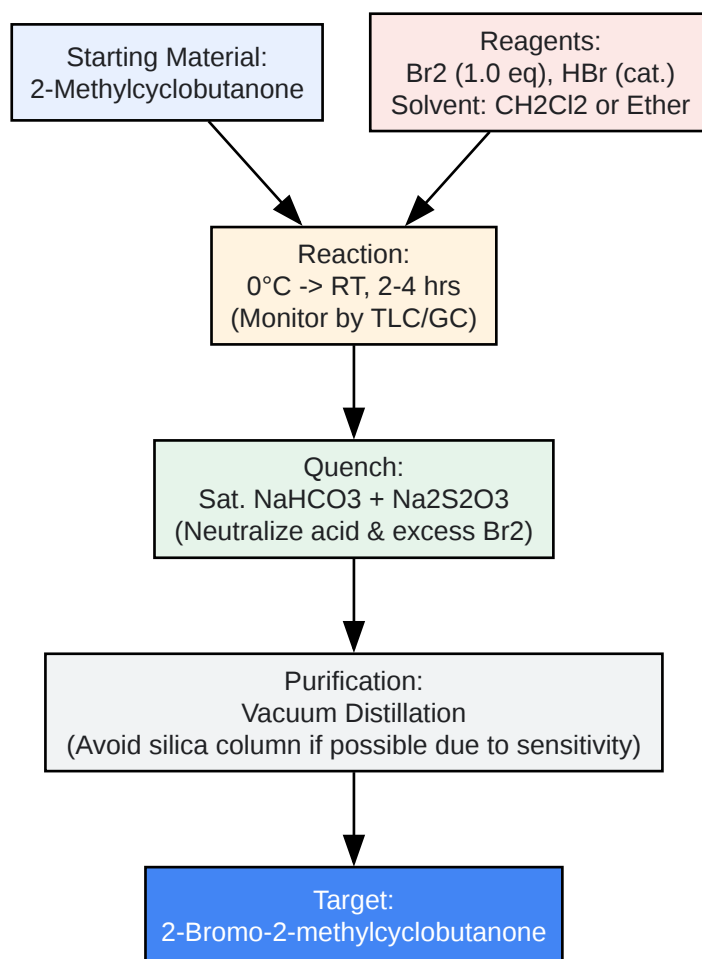 Starting Material:
2-Methylcyclobutanone
Reagents:
Br2 (1.0 eq), HBr (cat.)
Solvent: CH2Cl2 or Ether
Reaction:
0°C -> RT, 2-4 hrs
(Monitor by TLC/GC)
Quench:
Sat. NaHCO3 + Na2S2O3
(Neutralize acid & excess Br2)
Purification:
Vacuum Distillation
(Avoid silica column if possible due to sensitivity)
Target:
2-Bromo-2-methylcyclobutanone